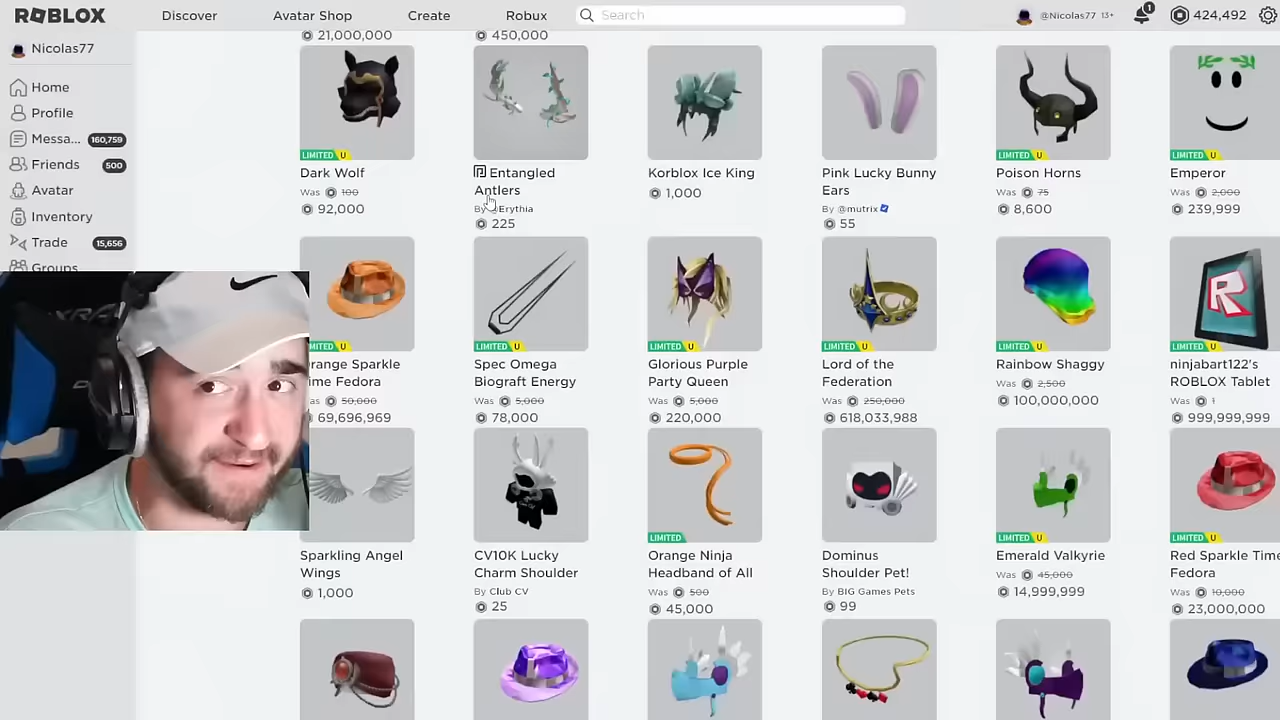 ROBLOX Discover Avatar Shop Create Robux Search @Nicolas77 13+ 1 424,492
Nicolas77
Home
Profile
Messa... 160,759
Friends 500
Avatar
Inventory
Trade 15,656
Groups
21,000,000 450,000
LIMITED U LIMITED U LIMITED U
Dark Wolf
Was 100
92,000
Entangled
Antlers
By @Erythia
225
Korblox Ice King
1,000
Pink Lucky Bunny
Ears
By @mutrix
55
Poison Horns
Was 75
8,600
Emperor
Was 2,000
239,999
LIMITED U
Orange Sparkle
Time Fedora
Was 50,000
69,696,969
LIMITED U
Spec Omega
Biograft Energy
Was 5,000
78,000
LIMITED U
Glorious Purple
Party Queen
Was 5,000
220,000
LIMITED U
Lord of the
Federation
Was 250,000
618,033,988
LIMITED U
Rainbow Shaggy
Was 2,500
100,000,000
R
LIMITED U
ninjabart122's
ROBLOX Tablet
Was 1
999,999,999
Sparkling Angel
Wings
1,000
CV10K Lucky
Charm Shoulder
By Club CV
25
LIMITED
Orange Ninja
Headband of All
Was 500
45,000
Dominus
Shoulder Pet!
By BIG Games Pets
99
LIMITED U
Emerald Valkyrie
Was 45,000
14,999,999
LIMITED U
Red Sparkle Time
Fedora
Was 10,000
23,000,000